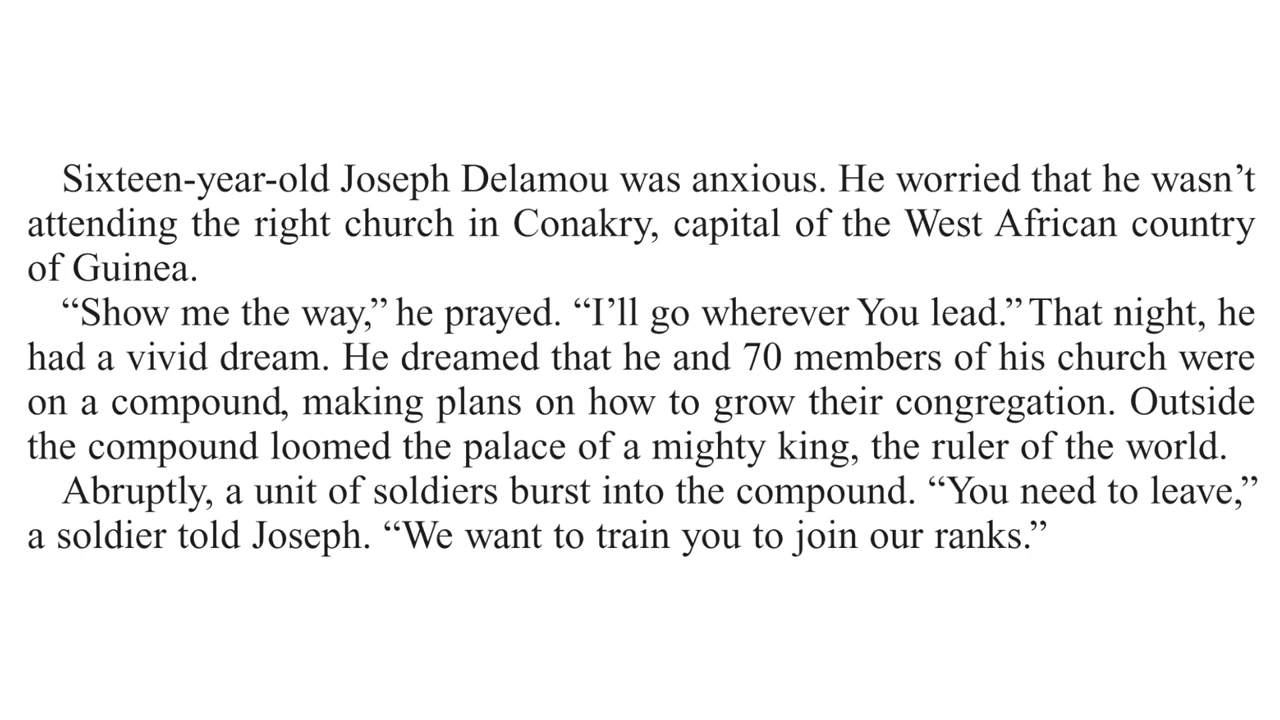 Sixteen-year-old Joseph Delamou was anxious. He worried that he wasn’t
attending the right church in Conakry, capital of the West African country
of Guinea.
“Show me the way,” he prayed. “I’ll go wherever You lead.” That night, he
had a vivid dream. He dreamed that he and 70 members of his church were
on a compound, making plans on how to grow their congregation. Outside
the compound loomed the palace of a mighty king, the ruler of the world.
Abruptly, a unit of soldiers burst into the compound. “You need to leave,”
a soldier told Joseph. “We want to train you to join our ranks.”